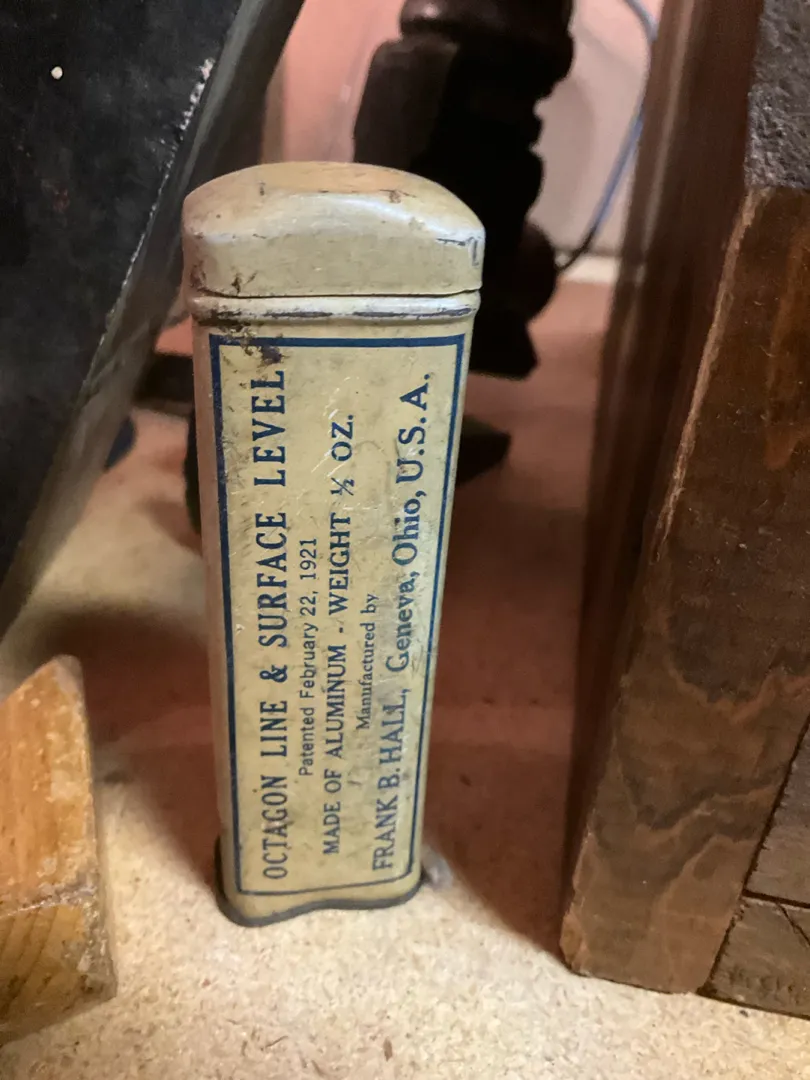 OCTAGON LINE & SURFACE LEVEL
Patented February 22, 1921
MADE OF ALUMINUM - WEIGHT ½ OZ.
Manufactured by
FRANK B. HALL, Geneva, Ohio, U.S.A.